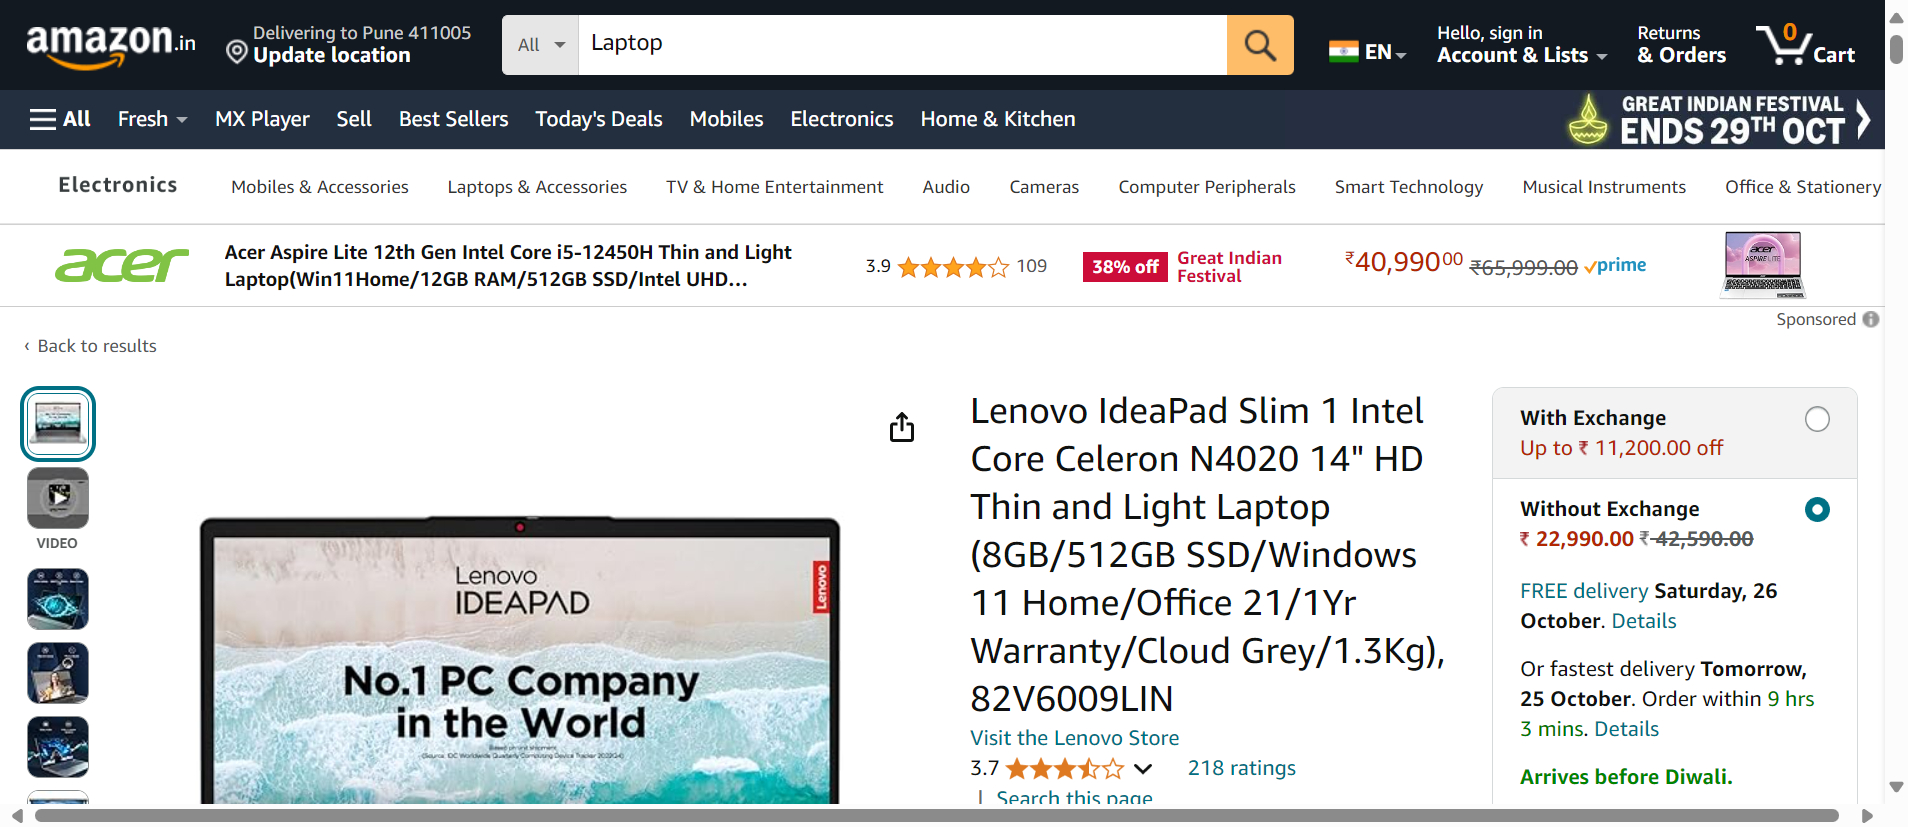 amazon.in
Delivering to Pune 411005
Update location
All
Laptop
EN
Hello, sign in
Account & Lists
Returns
& Orders
0
Cart
All
Fresh
MX Player
Sell
Best Sellers
Today's Deals
Mobiles
Electronics
Home & Kitchen
GREAT INDIAN FESTIVAL
ENDS 29TH OCT
Electronics
Mobiles & Accessories
Laptops & Accessories
TV & Home Entertainment
Audio
Cameras
Computer Peripherals
Smart Technology
Musical Instruments
Office & Stationery
acer
Acer Aspire Lite 12th Gen Intel Core i5-12450H Thin and Light
Laptop(Win11Home/12GB RAM/512GB SSD/Intel UHD...
3.9
109
38% off
Great Indian
Festival
₹40,99000
₹65,999.00
prime
acer
ASPIRE LITE
Sponsored
‹ Back to results
VIDEO
Lenovo
IDEAPAD
Lenovo
No.1 PC Company
in the World
Lenovo IdeaPad Slim 1 Intel
Core Celeron N4020 14" HD
Thin and Light Laptop
(8GB/512GB SSD/Windows
11 Home/Office 21/1Yr
Warranty/Cloud Grey/1.3Kg),
82V6009LIN
Visit the Lenovo Store
3.7
218 ratings
| Search this page
With Exchange
Up to ₹ 11,200.00 off
Without Exchange
₹ 22,990.00 ₹ 42,590.00
FREE delivery Saturday, 26
October. Details
Or fastest delivery Tomorrow,
25 October. Order within 9 hrs
3 mins. Details
Arrives before Diwali.